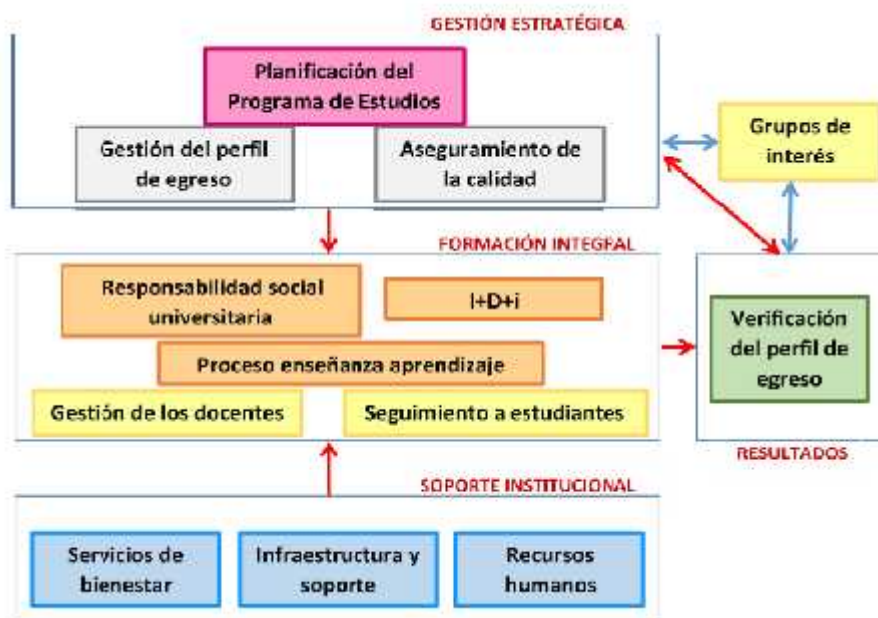 GESTIÓN ESTRATÉGICA
Planificación del
Programa de Estudios
Gestión del perfil
de egreso
Aseguramiento de
la calidad
Grupos de
interés
FORMACIÓN INTEGRAL
Responsabilidad social
universitaria
I+D+i
Proceso enseñanza aprendizaje
Gestión de los docentes
Seguimiento a estudiantes
Verificación
del perfil de
egreso
RESULTADOS
SOPORTE INSTITUCIONAL
Servicios de
bienestar
Infraestructura y
soporte
Recursos
humanos